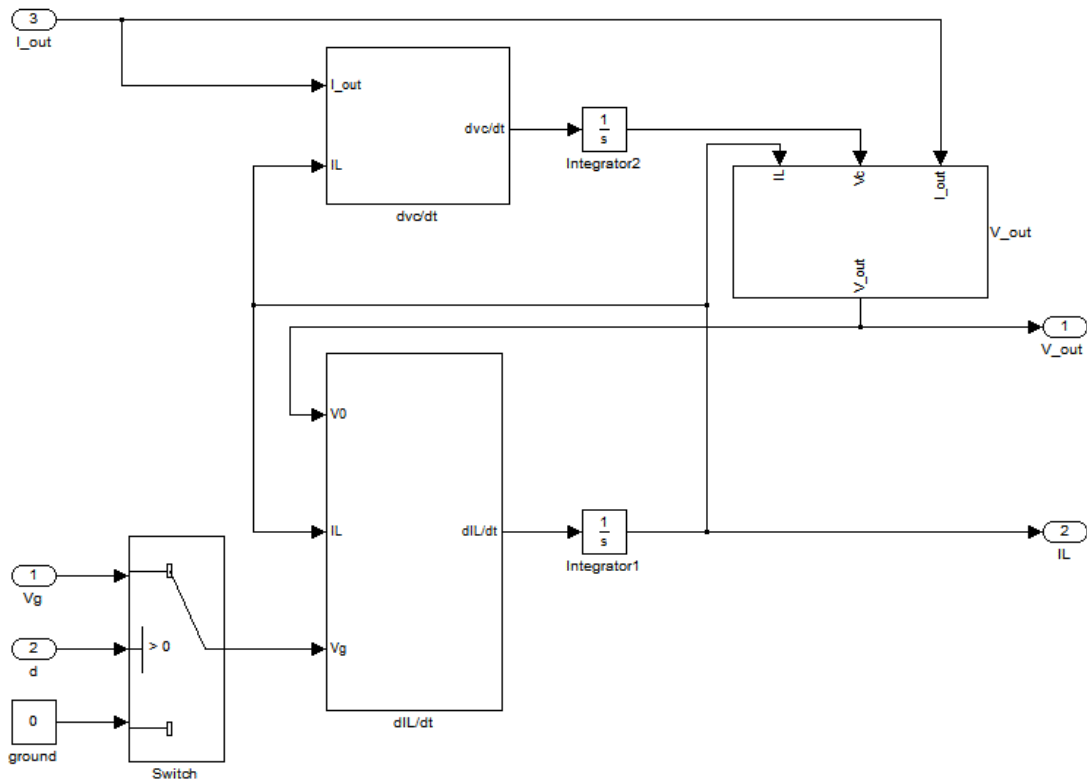 3
I_out
I_out
IL
dvc/dt
dvc/dt
1
s
Integrator2
IL
Vc
I_out
V_out
V_out
1
V_out
V0
IL
Vg
dIL/dt
dIL/dt
1
s
Integrator1
2
IL
1
Vg
2
d
0
ground
> 0
Switch